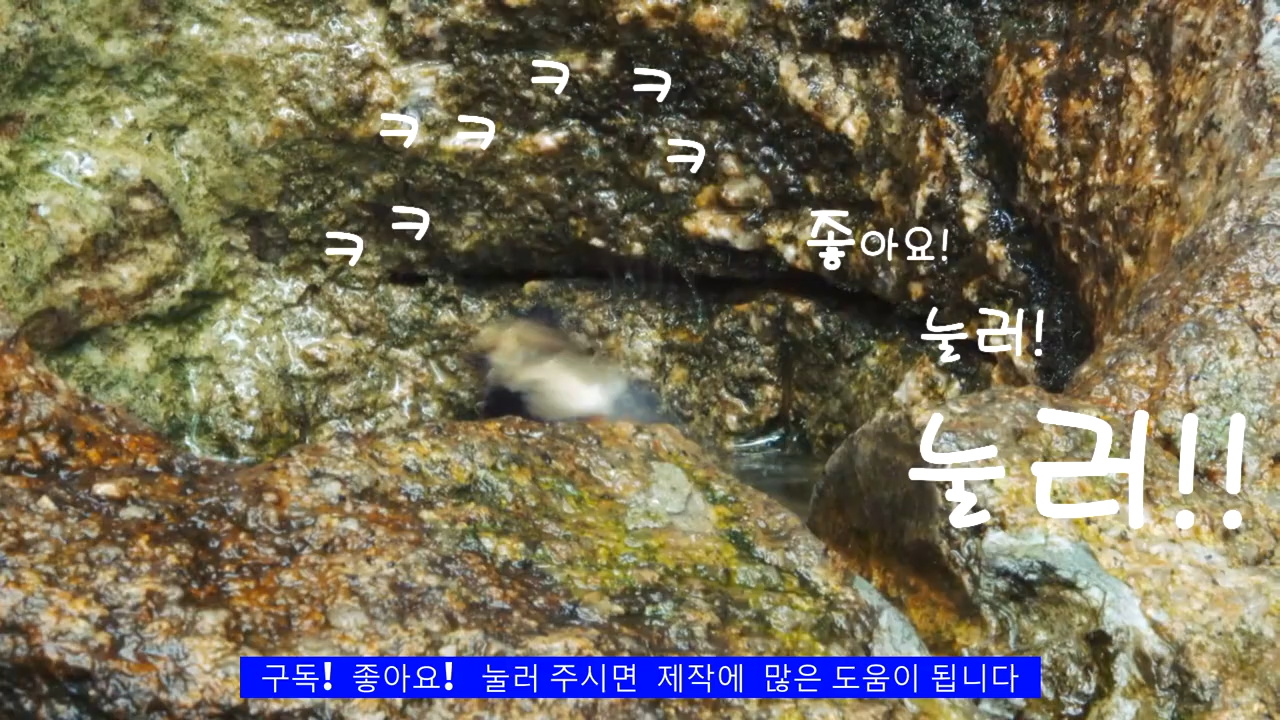 ㅋ ㅋ
ㅋ ㅋ
ㅋ
ㅋ
ㅋ
좋아요!
눌러!
눌러!!
구독! 좋아요! 눌러 주시면 제작에 많은 도움이 됩니다